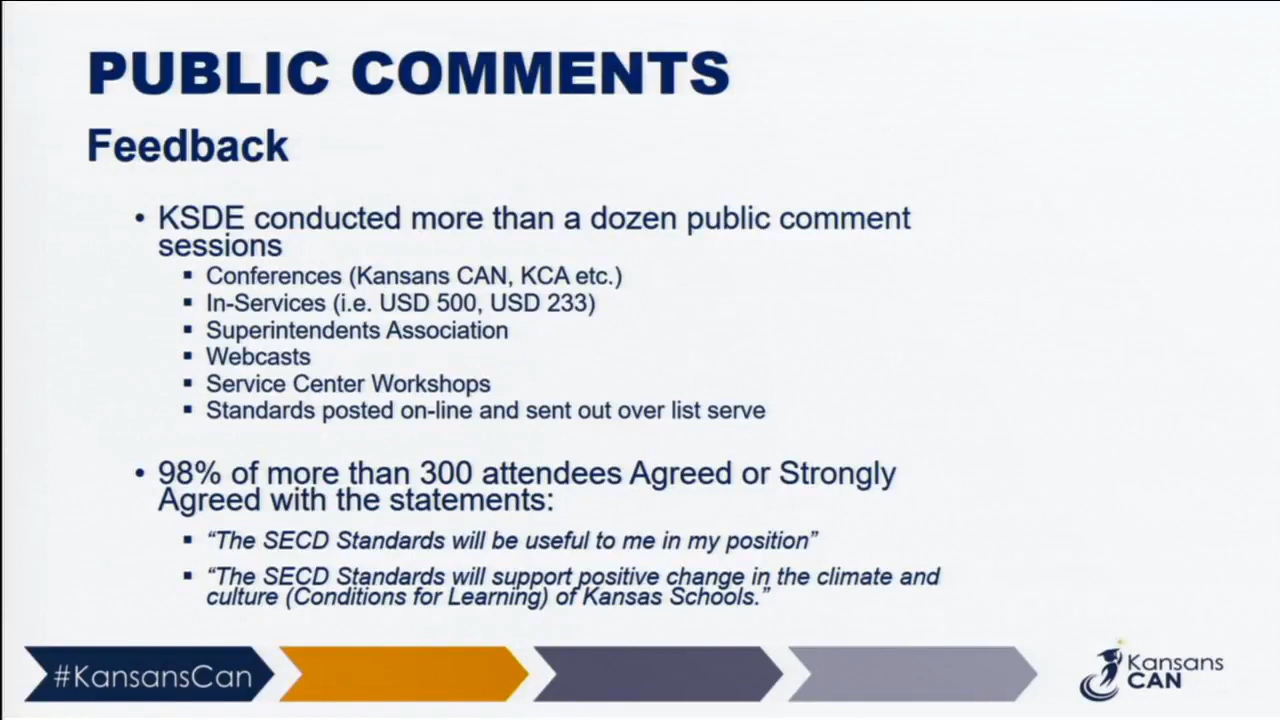 PUBLIC COMMENTS
Feedback
• KSDE conducted more than a dozen public comment
sessions
▪ Conferences (Kansans CAN, KCA etc.)
▪ In-Services (i.e. USD 500, USD 233)
▪ Superintendents Association
▪ Webcasts
▪ Service Center Workshops
▪ Standards posted on-line and sent out over list serve
• 98% of more than 300 attendees Agreed or Strongly
Agreed with the statements:
▪ “The SECD Standards will be useful to me in my position”
▪ “The SECD Standards will support positive change in the climate and
culture (Conditions for Learning) of Kansas Schools.”
#KansansCan
Kansans
CAN